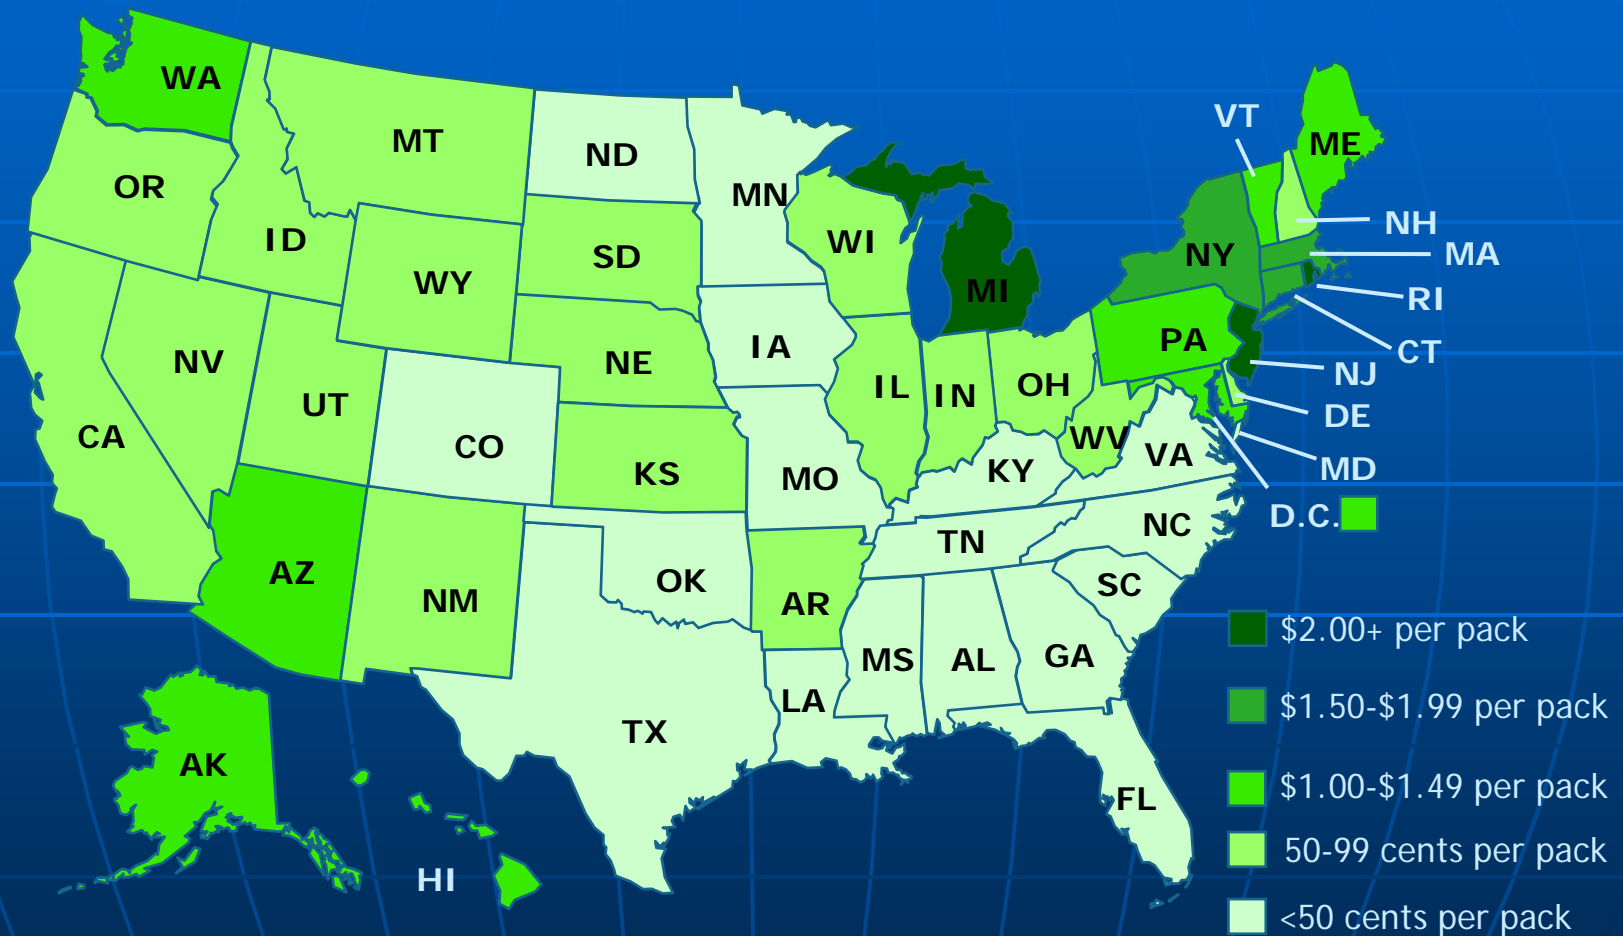 WA
VT
ME
MT
ND
OR
MN
NH
ID
WI
NY
MA
SD
WY
MI
RI
IA
PA
CT
NV
NE
NJ
UT
IL
IN
OH
DE
CA
CO
WV
VA
MD
KS
MO
KY
D.C.
NC
TN
AZ
OK
SC
NM
AR
$2.00+ per pack
MS
AL
GA
LA
$1.50-$1.99 per pack
TX
AK
$1.00-$1.49 per pack
FL
50-99 cents per pack
HI
<50 cents per pack